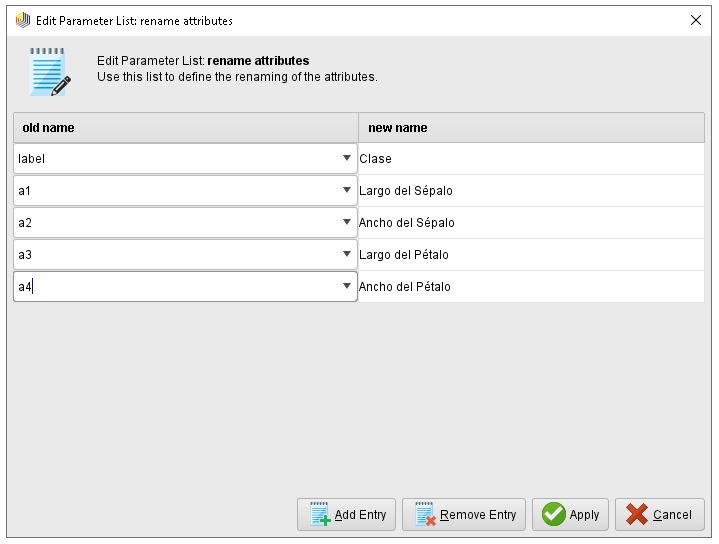 Edit Parameter List: rename attributes
Edit Parameter List: rename attributes
Use this list to define the renaming of the attributes.
old name new name
label Clase
a1 Largo del Sépalo
a2 Ancho del Sépalo
a3 Largo del Pétalo
a4 Ancho del Pétalo
Add Entry Remove Entry Apply Cancel